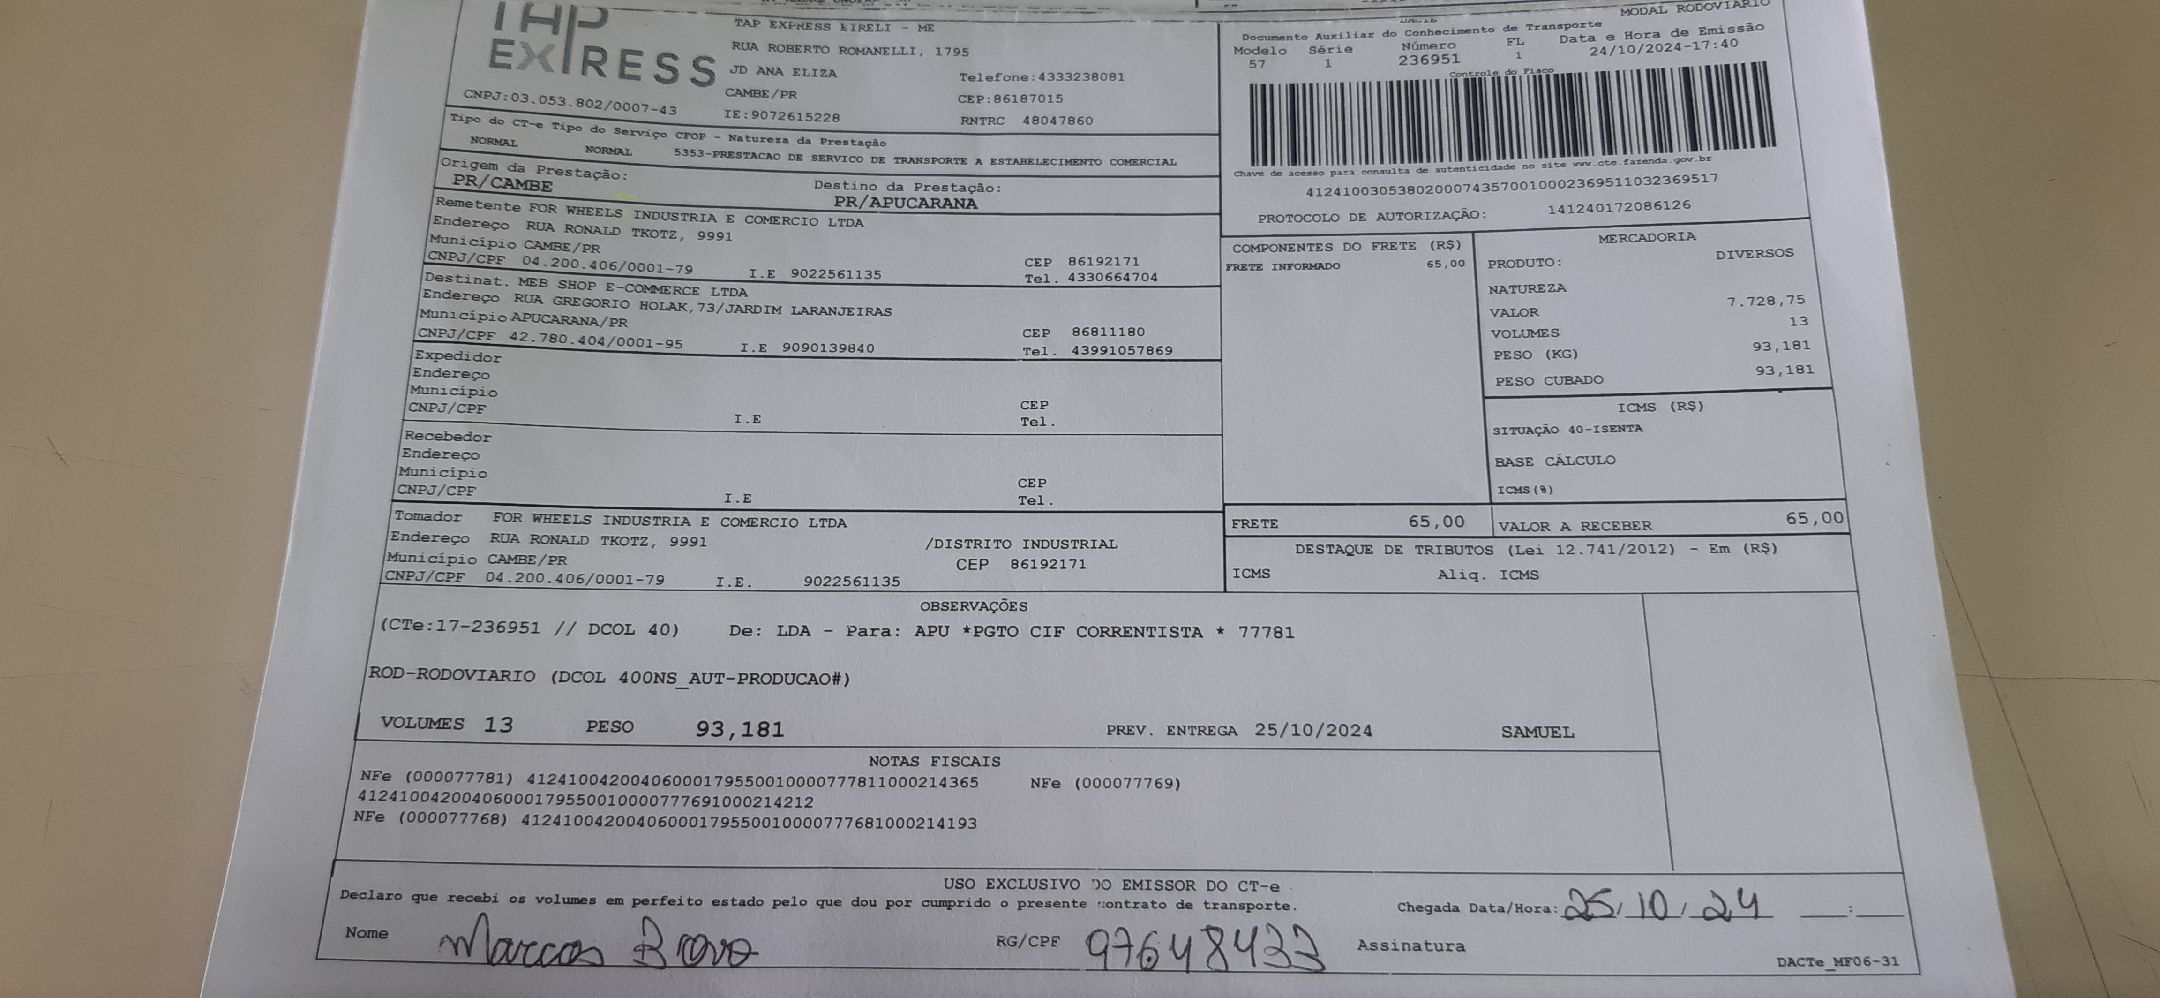 TAP
EXPRESS
CNPJ:03.053.802/0007-43
TAP EXPRESS EIRELI - ME
RUA ROBERTO ROMANELLI, 1795
JD ANA ELIZA
Telefone:4333238081
CAMBE/PR
CEP:86187015
IE:9072615228
RNTRC 48047860
MODAL RODOVIARIO
Documento Auxiliar do Conhecimento de Transporte
Modelo Série Número FL Data e Hora de Emissão
57 1 236951 1 24/10/2024-17:40
Controle do Fisco
Chave de acesso para consulta de autenticidade no site www.cte.fazenda.gov.br
41241003053802000743570010002369511032369517
PROTOCOLO DE AUTORIZAÇÃO: 141240172086126
Tipo do CT-e Tipo do Serviço CFOP - Natureza da Prestação
NORMAL NORMAL 5353-PRESTACAO DE SERVICO DE TRANSPORTE A ESTABELECIMENTO COMERCIAL
Origem da Prestação: Destino da Prestação:
PR/CAMBE PR/APUCARANA
Remetente FOR WHEELS INDUSTRIA E COMERCIO LTDA
Endereço RUA RONALD TKOTZ, 9991
Município CAMBE/PR CEP 86192171
CNPJ/CPF 04.200.406/0001-79 I.E 9022561135 Tel. 4330664704
Destinat. MEB SHOP E-COMMERCE LTDA
Endereço RUA GREGORIO HOLAK,73/JARDIM LARANJEIRAS
Município APUCARANA/PR CEP 86811180
CNPJ/CPF 42.780.404/0001-95 I.E 9090139840 Tel. 43991057869
Expedidor
Endereço
Município CEP
CNPJ/CPF I.E Tel.
Recebedor
Endereço
Município CEP
CNPJ/CPF I.E Tel.
Tomador FOR WHEELS INDUSTRIA E COMERCIO LTDA
Endereço RUA RONALD TKOTZ, 9991 /DISTRITO INDUSTRIAL
Município CAMBE/PR CEP 86192171
CNPJ/CPF 04.200.406/0001-79 I.E. 9022561135
COMPONENTES DO FRETE (R$)
FRETE INFORMADO 65,00
MERCADORIA
PRODUTO: DIVERSOS
NATUREZA
VALOR 7.728,75
VOLUMES 13
PESO (KG) 93,181
PESO CUBADO 93,181
ICMS (R$)
SITUAÇÃO 40-ISENTA
BASE CÁLCULO
ICMS(%)
FRETE 65,00 VALOR A RECEBER 65,00
DESTAQUE DE TRIBUTOS (Lei 12.741/2012) - Em (R$)
ICMS Aliq. ICMS
OBSERVAÇÕES
(CTe:17-236951 // DCOL 40) De: LDA - Para: APU *PGTO CIF CORRENTISTA * 77781
ROD-RODOVIARIO (DCOL 400NS_AUT-PRODUCAO#)
VOLUMES 13 PESO 93,181 PREV. ENTREGA 25/10/2024 SAMUEL
NOTAS FISCAIS
NFe (000077781) 41241004200406000179550010000777811000214365 NFe (000077769)
41241004200406000179550010000777691000214212
NFe (000077768) 41241004200406000179550010000777681000214193
USO EXCLUSIVO DO EMISSOR DO CT-e
Declaro que recebi os volumes em perfeito estado pelo que dou por cumprido o presente contrato de transporte.
Chegada Data/Hora: 25/10/24 ___:___
Nome Marcos Bravo RG/CPF 97648433 Assinatura
DACTe_MF06-31